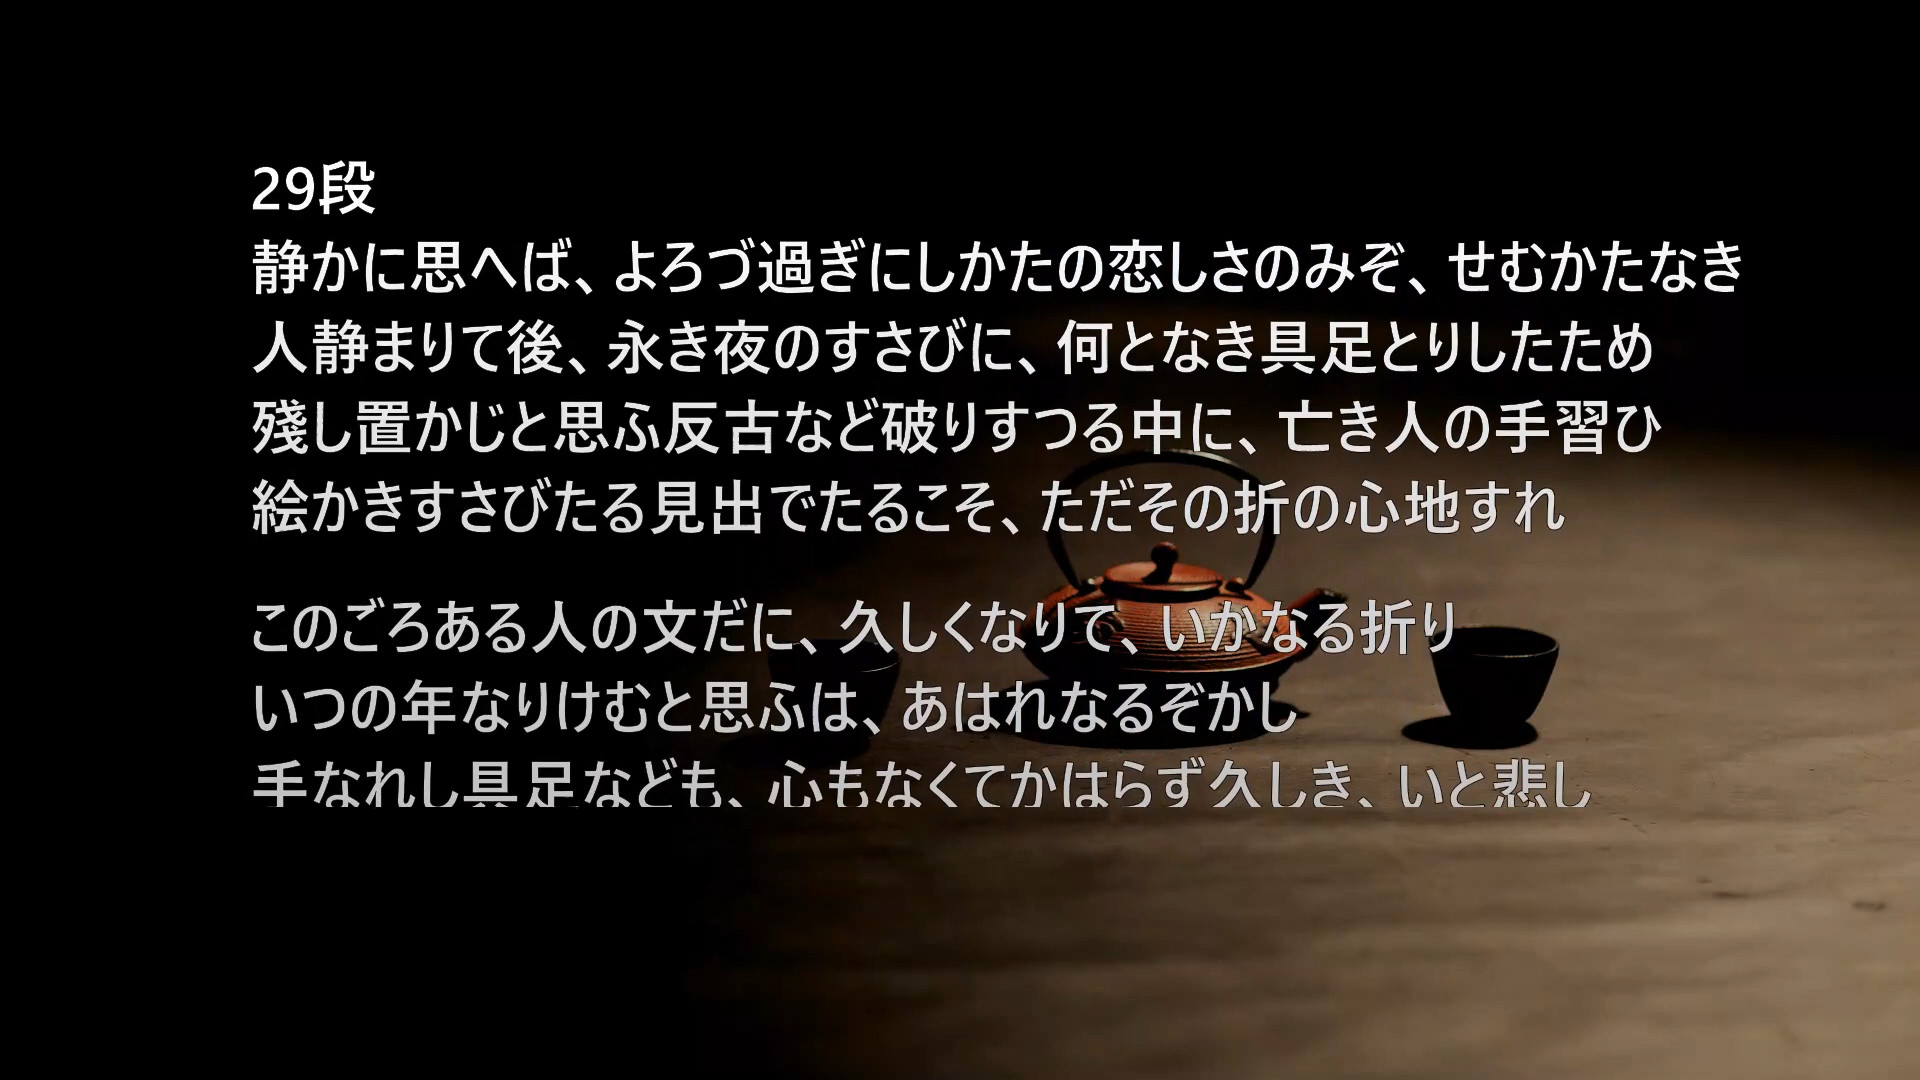 29段
静かに思へば、よろづ過ぎにしかたの恋しさのみぞ、せむかたなき
人静まりて後、永き夜のすさびに、何となき具足とりしたため
残し置かじと思ふ反古など破りすつる中に、亡き人の手習ひ
絵かきすさびたる見出でたるこそ、ただその折の心地すれ
このごろある人の文だに、久しくなりて、いかなる折り
いつの年なりけむと思ふは、あはれなるぞかし
手なれし具足なども、心もなくてかはらず久しき、いと悲し